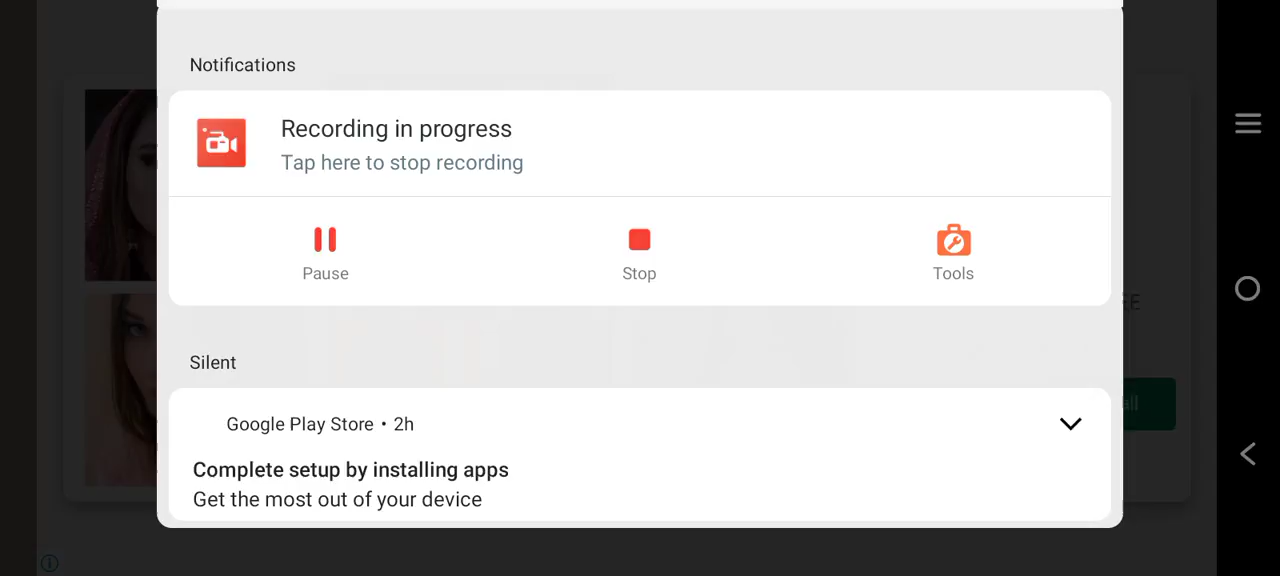 Notifications
Recording in progress
Tap here to stop recording
Pause
Stop
Tools
Silent
Google Play Store • 2h
Complete setup by installing apps
Get the most out of your device